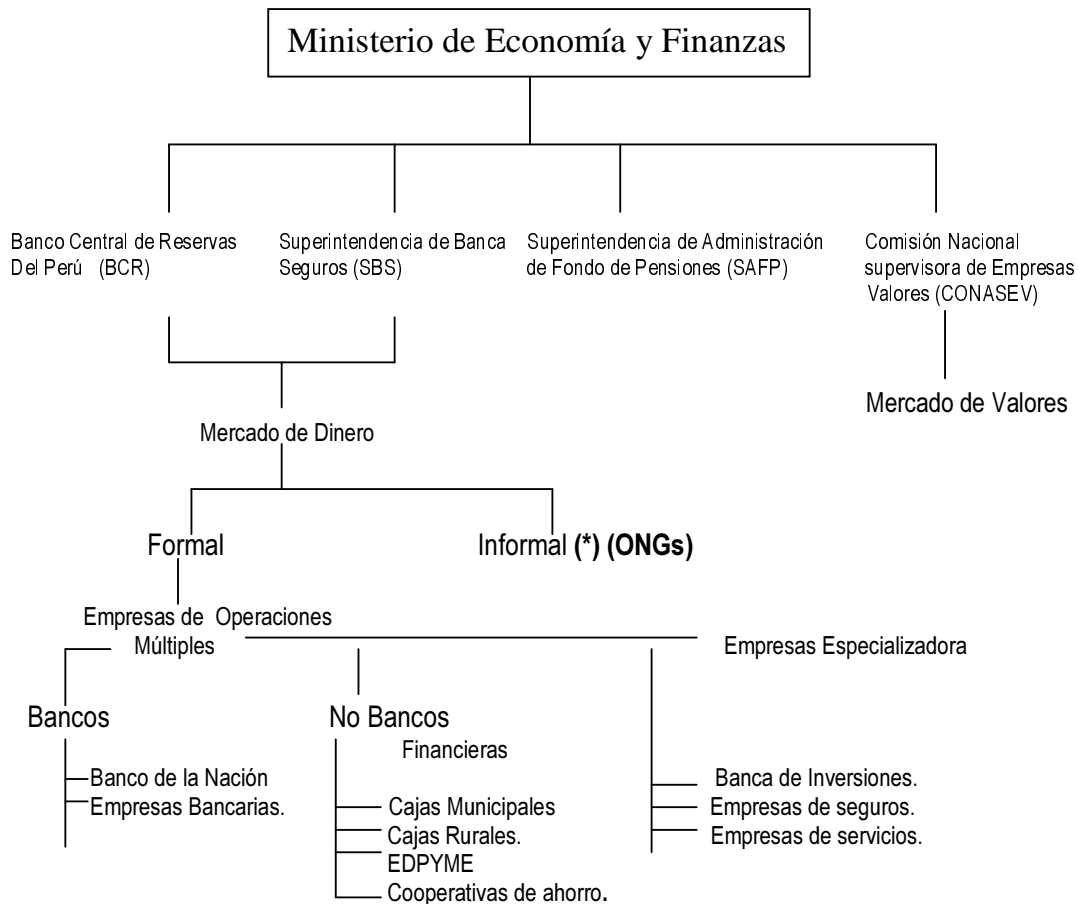 Ministerio de Economía y Finanzas
Banco Central de Reservas
Del Perú (BCR)
Superintendencia de Banca
Seguros (SBS)
Superintendencia de Administración
de Fondo de Pensiones (SAFP)
Comisión Nacional
supervisora de Empresas
Valores (CONASEV)
Mercado de Valores
Mercado de Dinero
Formal
Informal (*) (ONGs)
Empresas de Operaciones
Múltiples
Empresas Especializadora
Bancos
Banco de la Nación
Empresas Bancarias.
No Bancos
Financieras
Cajas Municipales
Cajas Rurales.
EDPYME
Cooperativas de ahorro.
Banca de Inversiones.
Empresas de seguros.
Empresas de servicios.